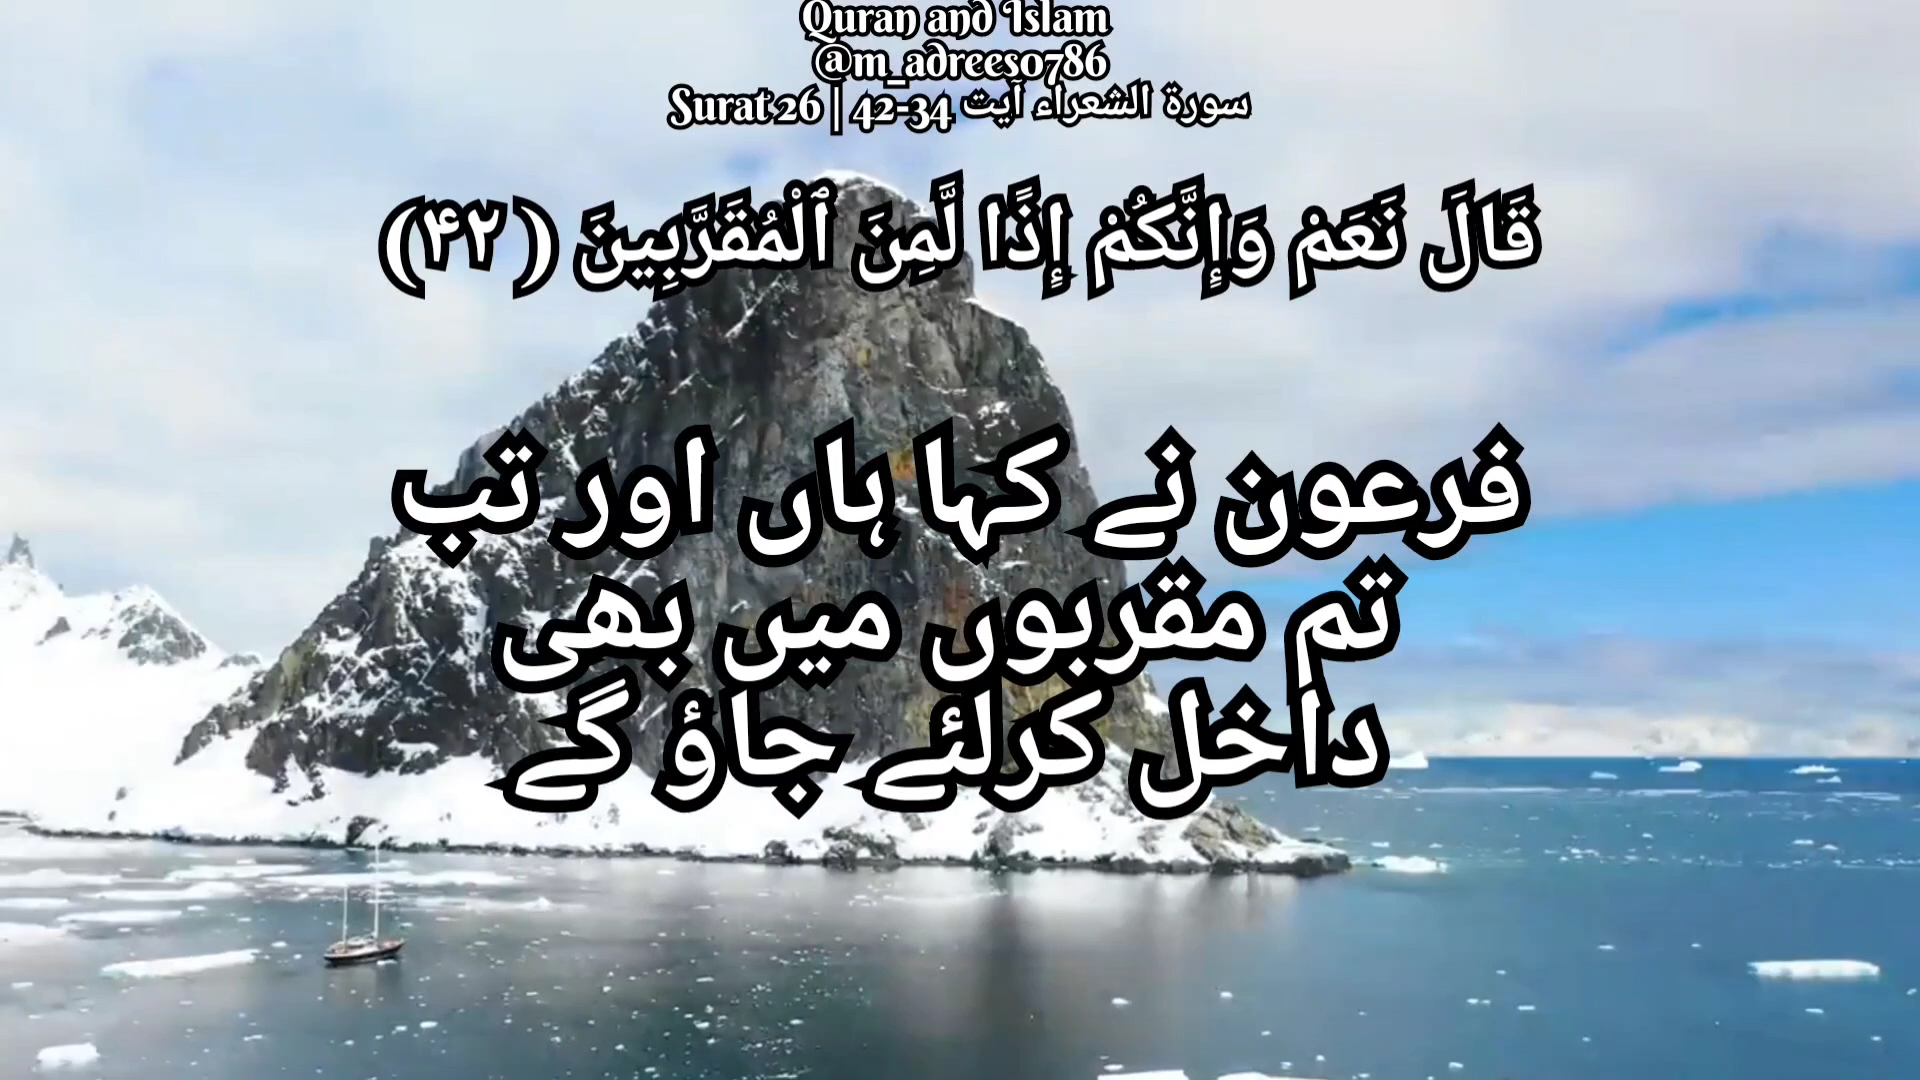 Quran and Islam
@m_adrees0786
Surat 26 | 42-34 سورة الشعراء آیت
قَالَ نَعَمْ وَإِنَّكُمْ إِذًا لَّمِنَ ٱلْمُقَرَّبِينَ (۴۲)
فرعون نے کہا ہاں اور تب
تم مقربوں میں بھی
داخل کرلئے جاؤ گے